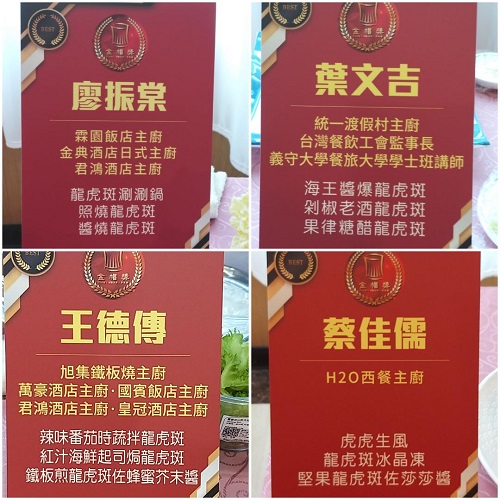 BEST
金帽獎
廖振棠
霖園飯店主廚
金典酒店日式主廚
君鴻酒店主廚
龍虎斑涮涮鍋
照燒龍虎斑
醬燒龍虎斑
BEST
金帽獎
葉文吉
統一渡假村主廚
台灣餐飲工會監事長
義守大學餐旅大學學士班講師
海王醬爆龍虎斑
剁椒老酒龍虎斑
果律糖醋龍虎斑
BEST
金帽獎
王德傳
旭集鐵板燒主廚
萬豪酒店主廚·國賓飯店主廚
君鴻酒店主廚·皇冠酒店主廚
辣味番茄時蔬拌龍虎斑
紅汁海鮮起司焗龍虎斑
鐵板煎龍虎斑佐蜂蜜芥末醬
BEST
金帽獎
蔡佳儒
H2O西餐主廚
虎虎生風
龍虎斑冰晶凍
堅果龍虎斑佐莎莎醬